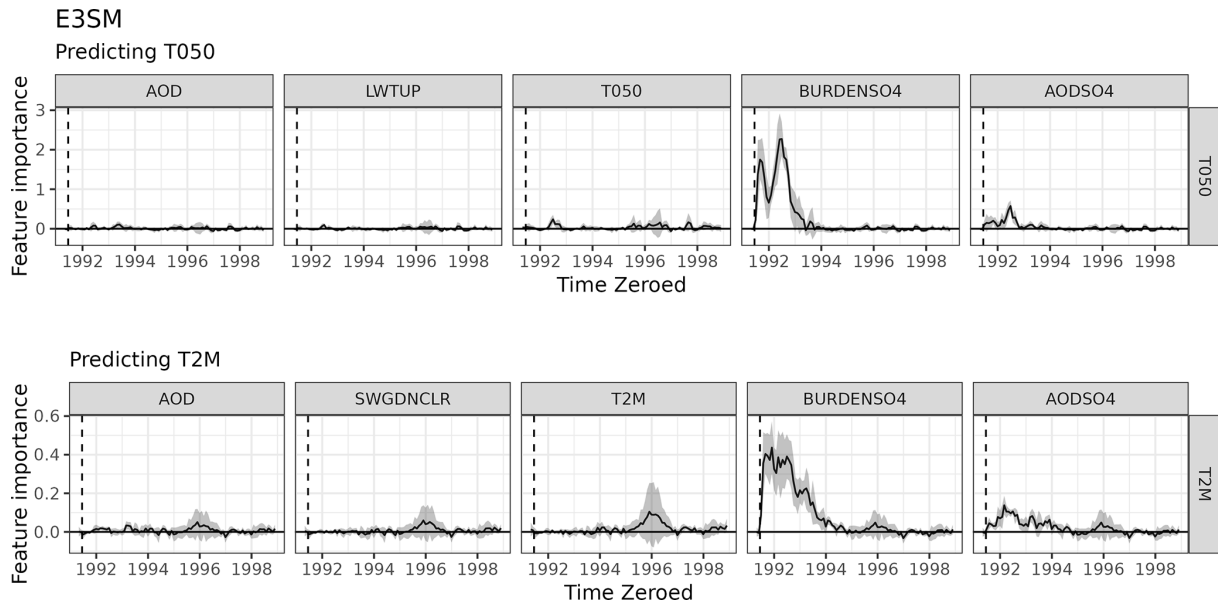 E3SM
Predicting T050
AOD LWTUP T050 BURDENSO4 AODSO4
Feature importance
3
2
1
0
T050
1992 1994 1996 1998 1992 1994 1996 1998 1992 1994 1996 1998 1992 1994 1996 1998 1992 1994 1996 1998
Time Zeroed
Predicting T2M
AOD SWGDNCLR T2M BURDENSO4 AODSO4
Feature importance
0.6
0.4
0.2
0.0
T2M
1992 1994 1996 1998 1992 1994 1996 1998 1992 1994 1996 1998 1992 1994 1996 1998 1992 1994 1996 1998
Time Zeroed